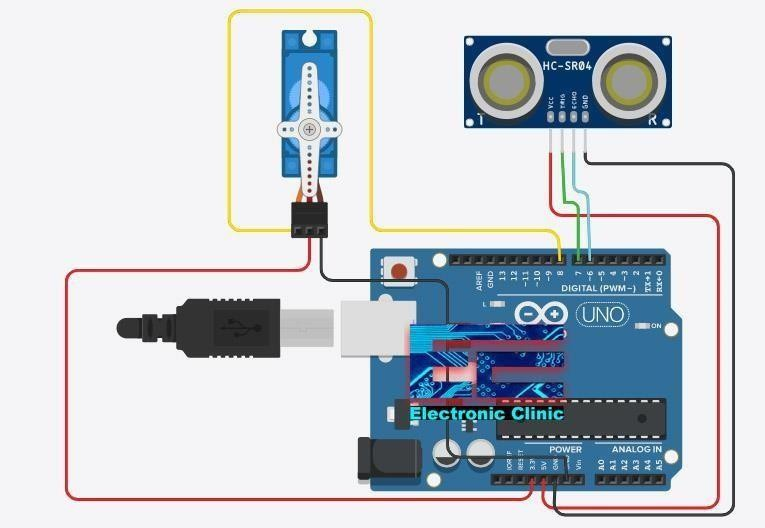 HC-SR04
VCC
TRIG
ECHO
GND
T
R
AREF
GND
13
12
~11
~10
~9
8
7
~6
~5
4
~3
2
TX→1
RX←0
DIGITAL (PWM~)
L
UNO
ON
Electronic Clinic
POWER
ANALOG IN
IOREF
RESET
3.3V
5V
GND
Vin
A0
A1
A2
A3
A4
A5